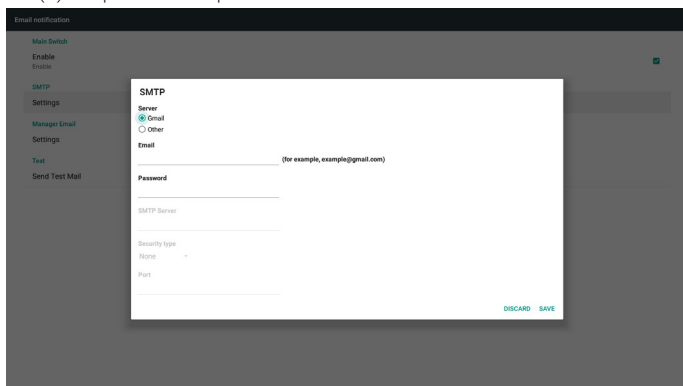 Email notification
Main Switch
Enable
Enable
SMTP
Settings
Manager Email
Settings
Test
Send Test Mail
SMTP
Server
Gmail
Other
Email
(for example, example@gmail.com)
Password
SMTP Server
Security type
None
Port
DISCARD SAVE